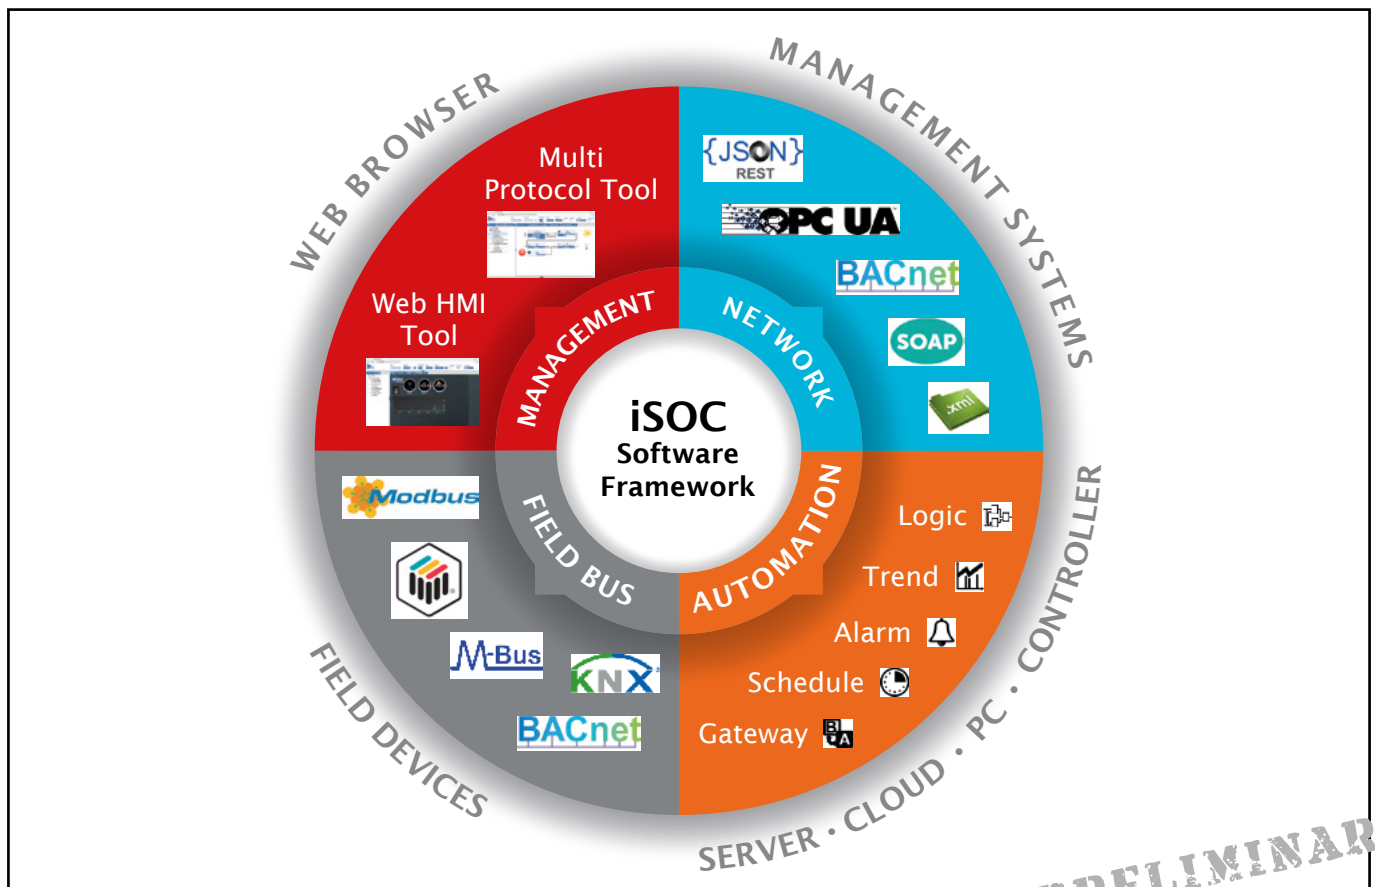 WEB BROWSER
MANAGEMENT SYSTEMS
Multi
Protocol Tool
Web HMI
Tool
{JSON}
REST
OPC UA
BACnet
SOAP
.xml
MANAGEMENT
NETWORK
iSOC
Software
Framework
FIELD BUS
AUTOMATION
Modbus
M-Bus
KNX
BACnet
Logic
Trend
Alarm
Schedule
Gateway
B
A
FIELD DEVICES
SERVER · CLOUD · PC · CONTROLLER
PRELIMINAR